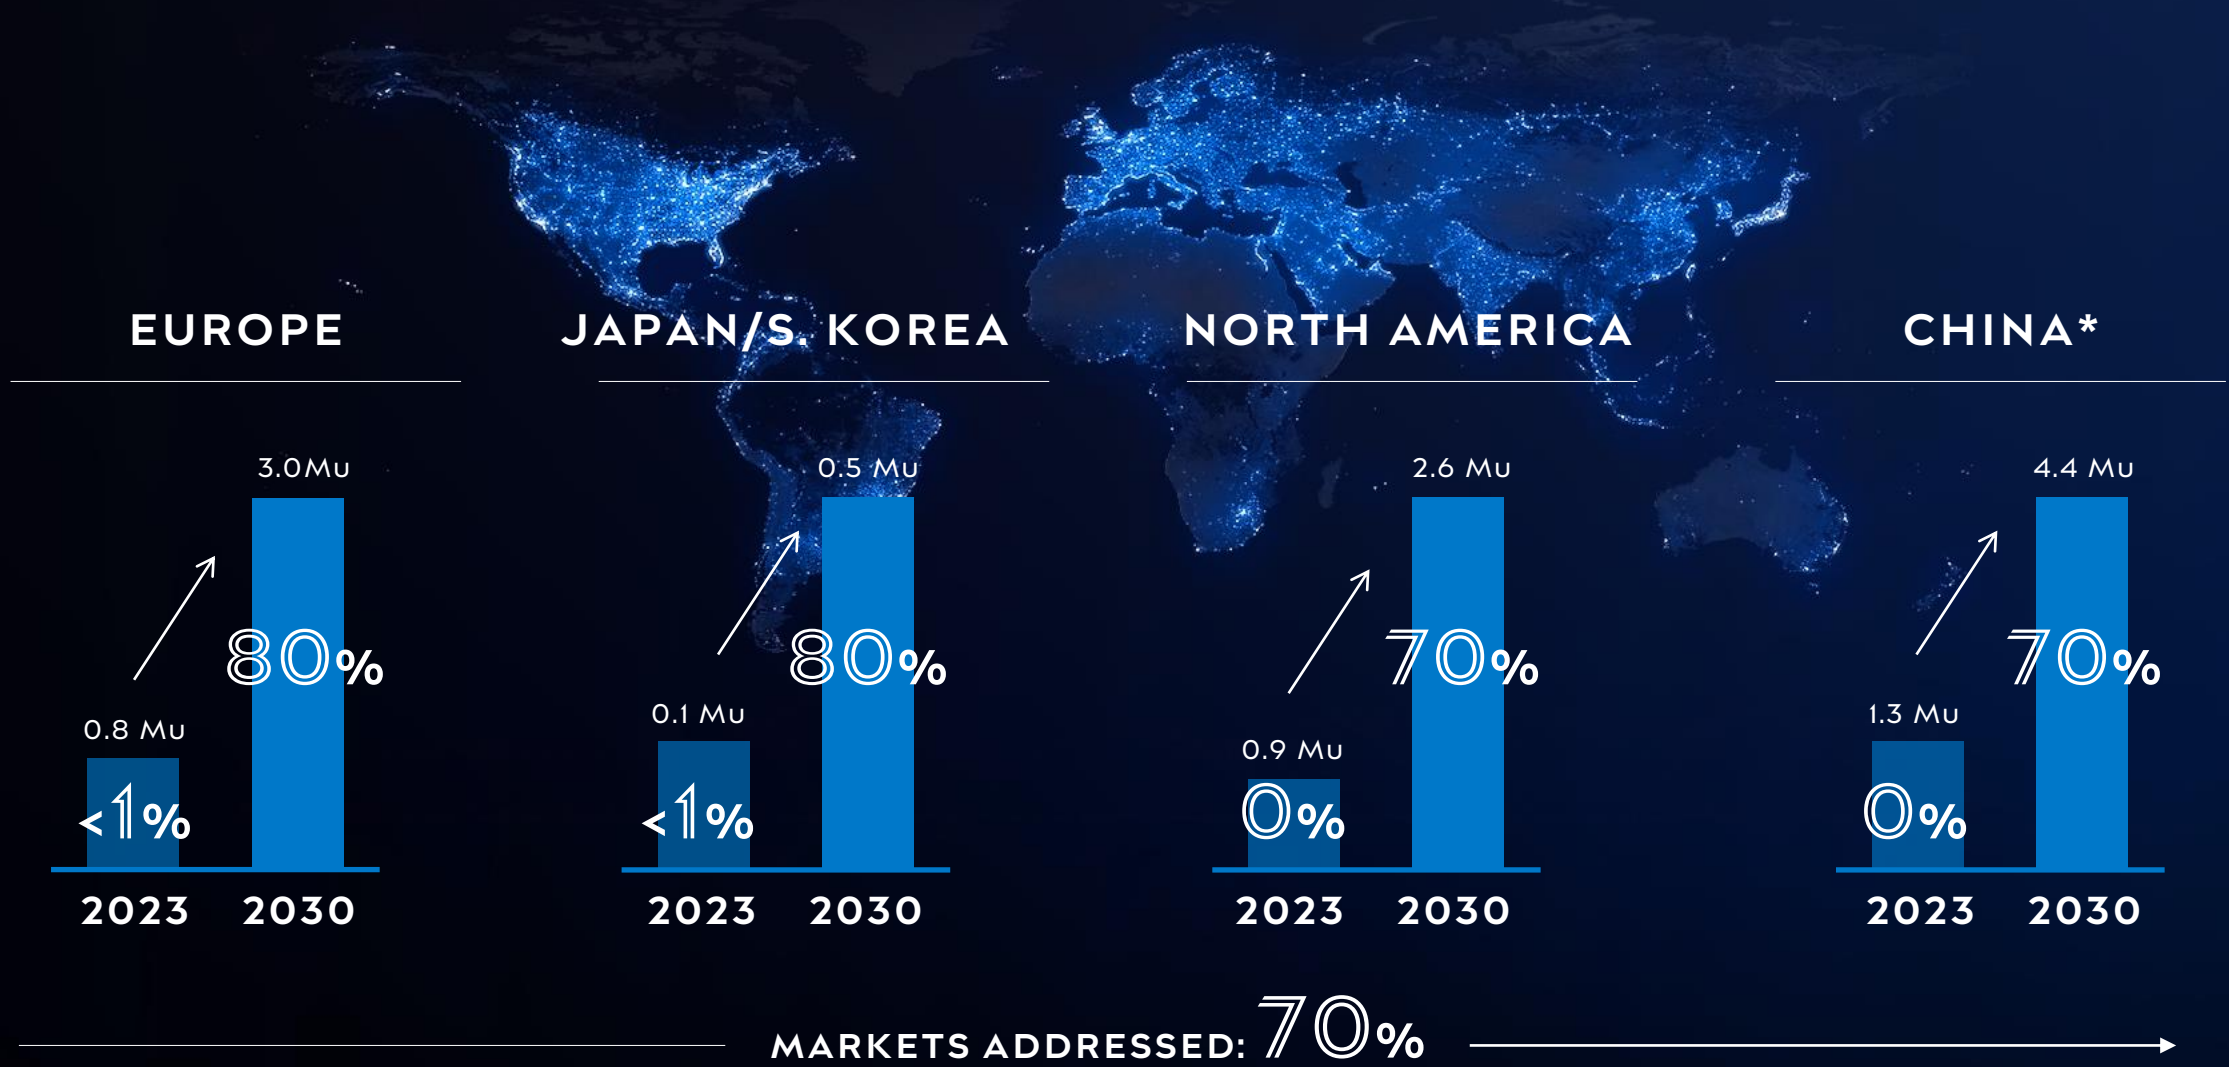 EUROPE
3.0Mu
80%
0.8 Mu
<1%
2023 2030
JAPAN/S. KOREA
0.5 Mu
80%
0.1 Mu
<1%
2023 2030
NORTH AMERICA
2.6 Mu
70%
0.9 Mu
0%
2023 2030
CHINA*
4.4 Mu
70%
1.3 Mu
0%
2023 2030
MARKETS ADDRESSED: 70%